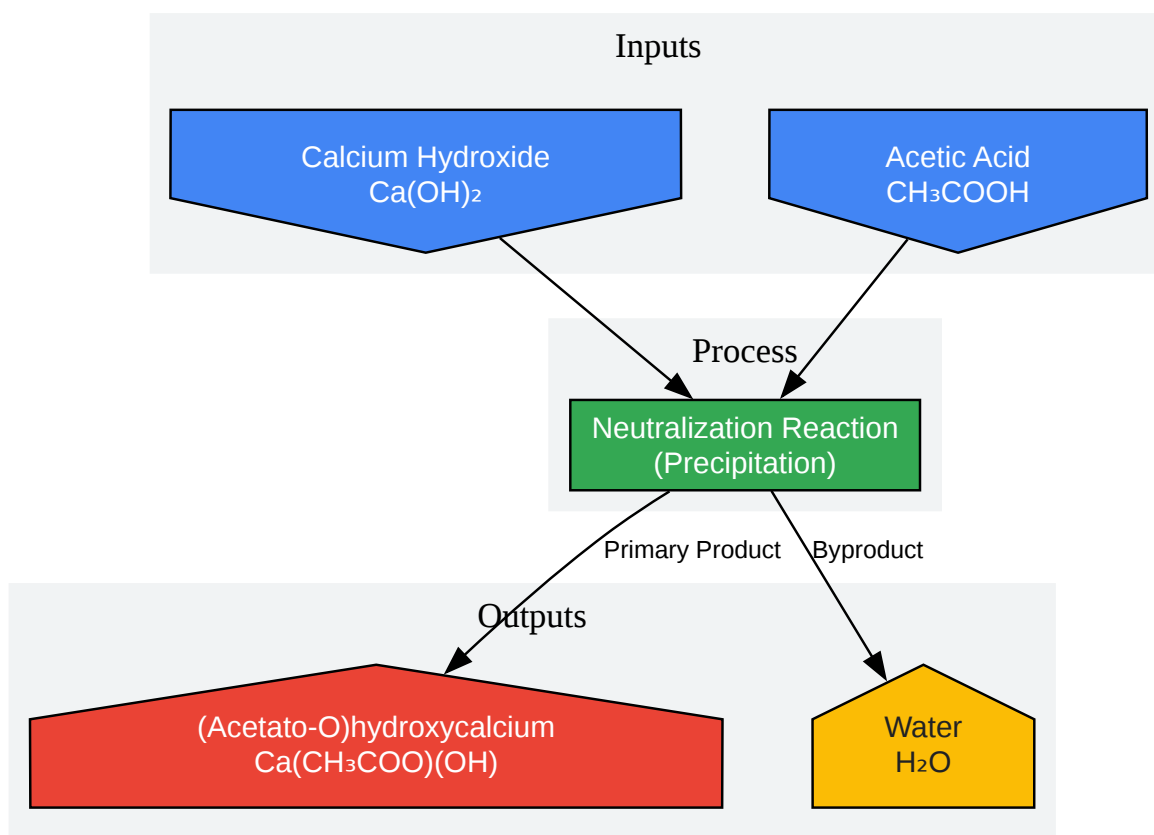 Inputs
Calcium Hydroxide
Ca(OH)₂
Acetic Acid
CH₃COOH
Process
Neutralization Reaction
(Precipitation)
Primary Product
Byproduct
Outputs
(Acetato-O)hydroxycalcium
Ca(CH₃COO)(OH)
Water
H₂O